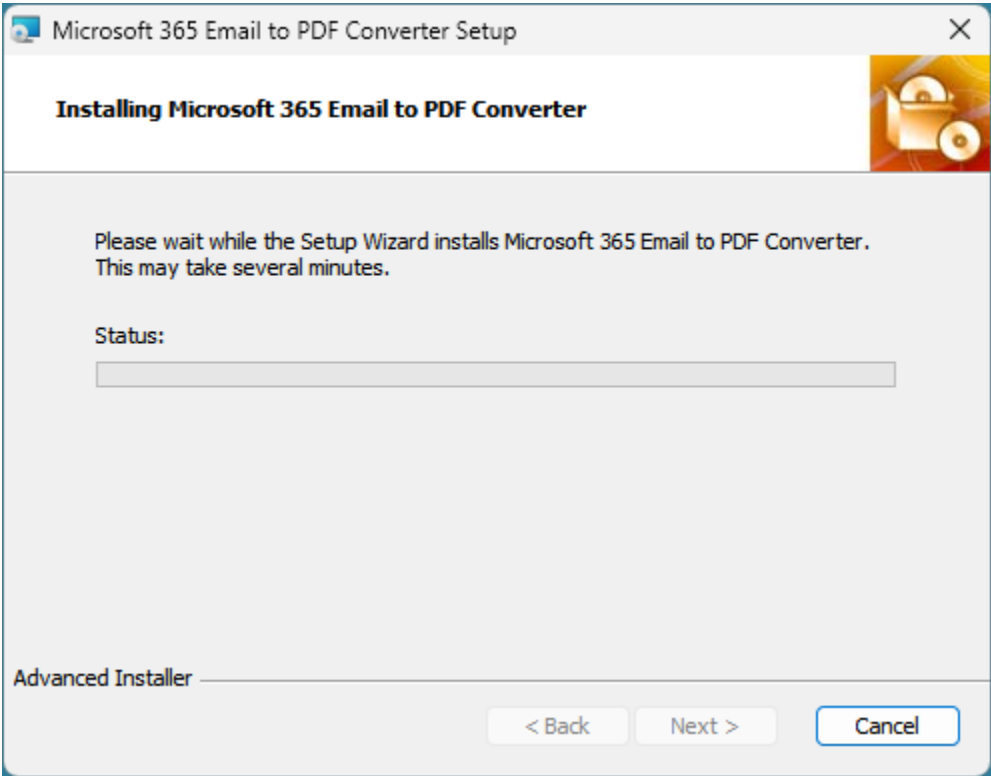 Microsoft 365 Email to PDF Converter Setup
Installing Microsoft 365 Email to PDF Converter
Please wait while the Setup Wizard installs Microsoft 365 Email to PDF Converter.
This may take several minutes.
Status:
Advanced Installer
< Back Next > Cancel